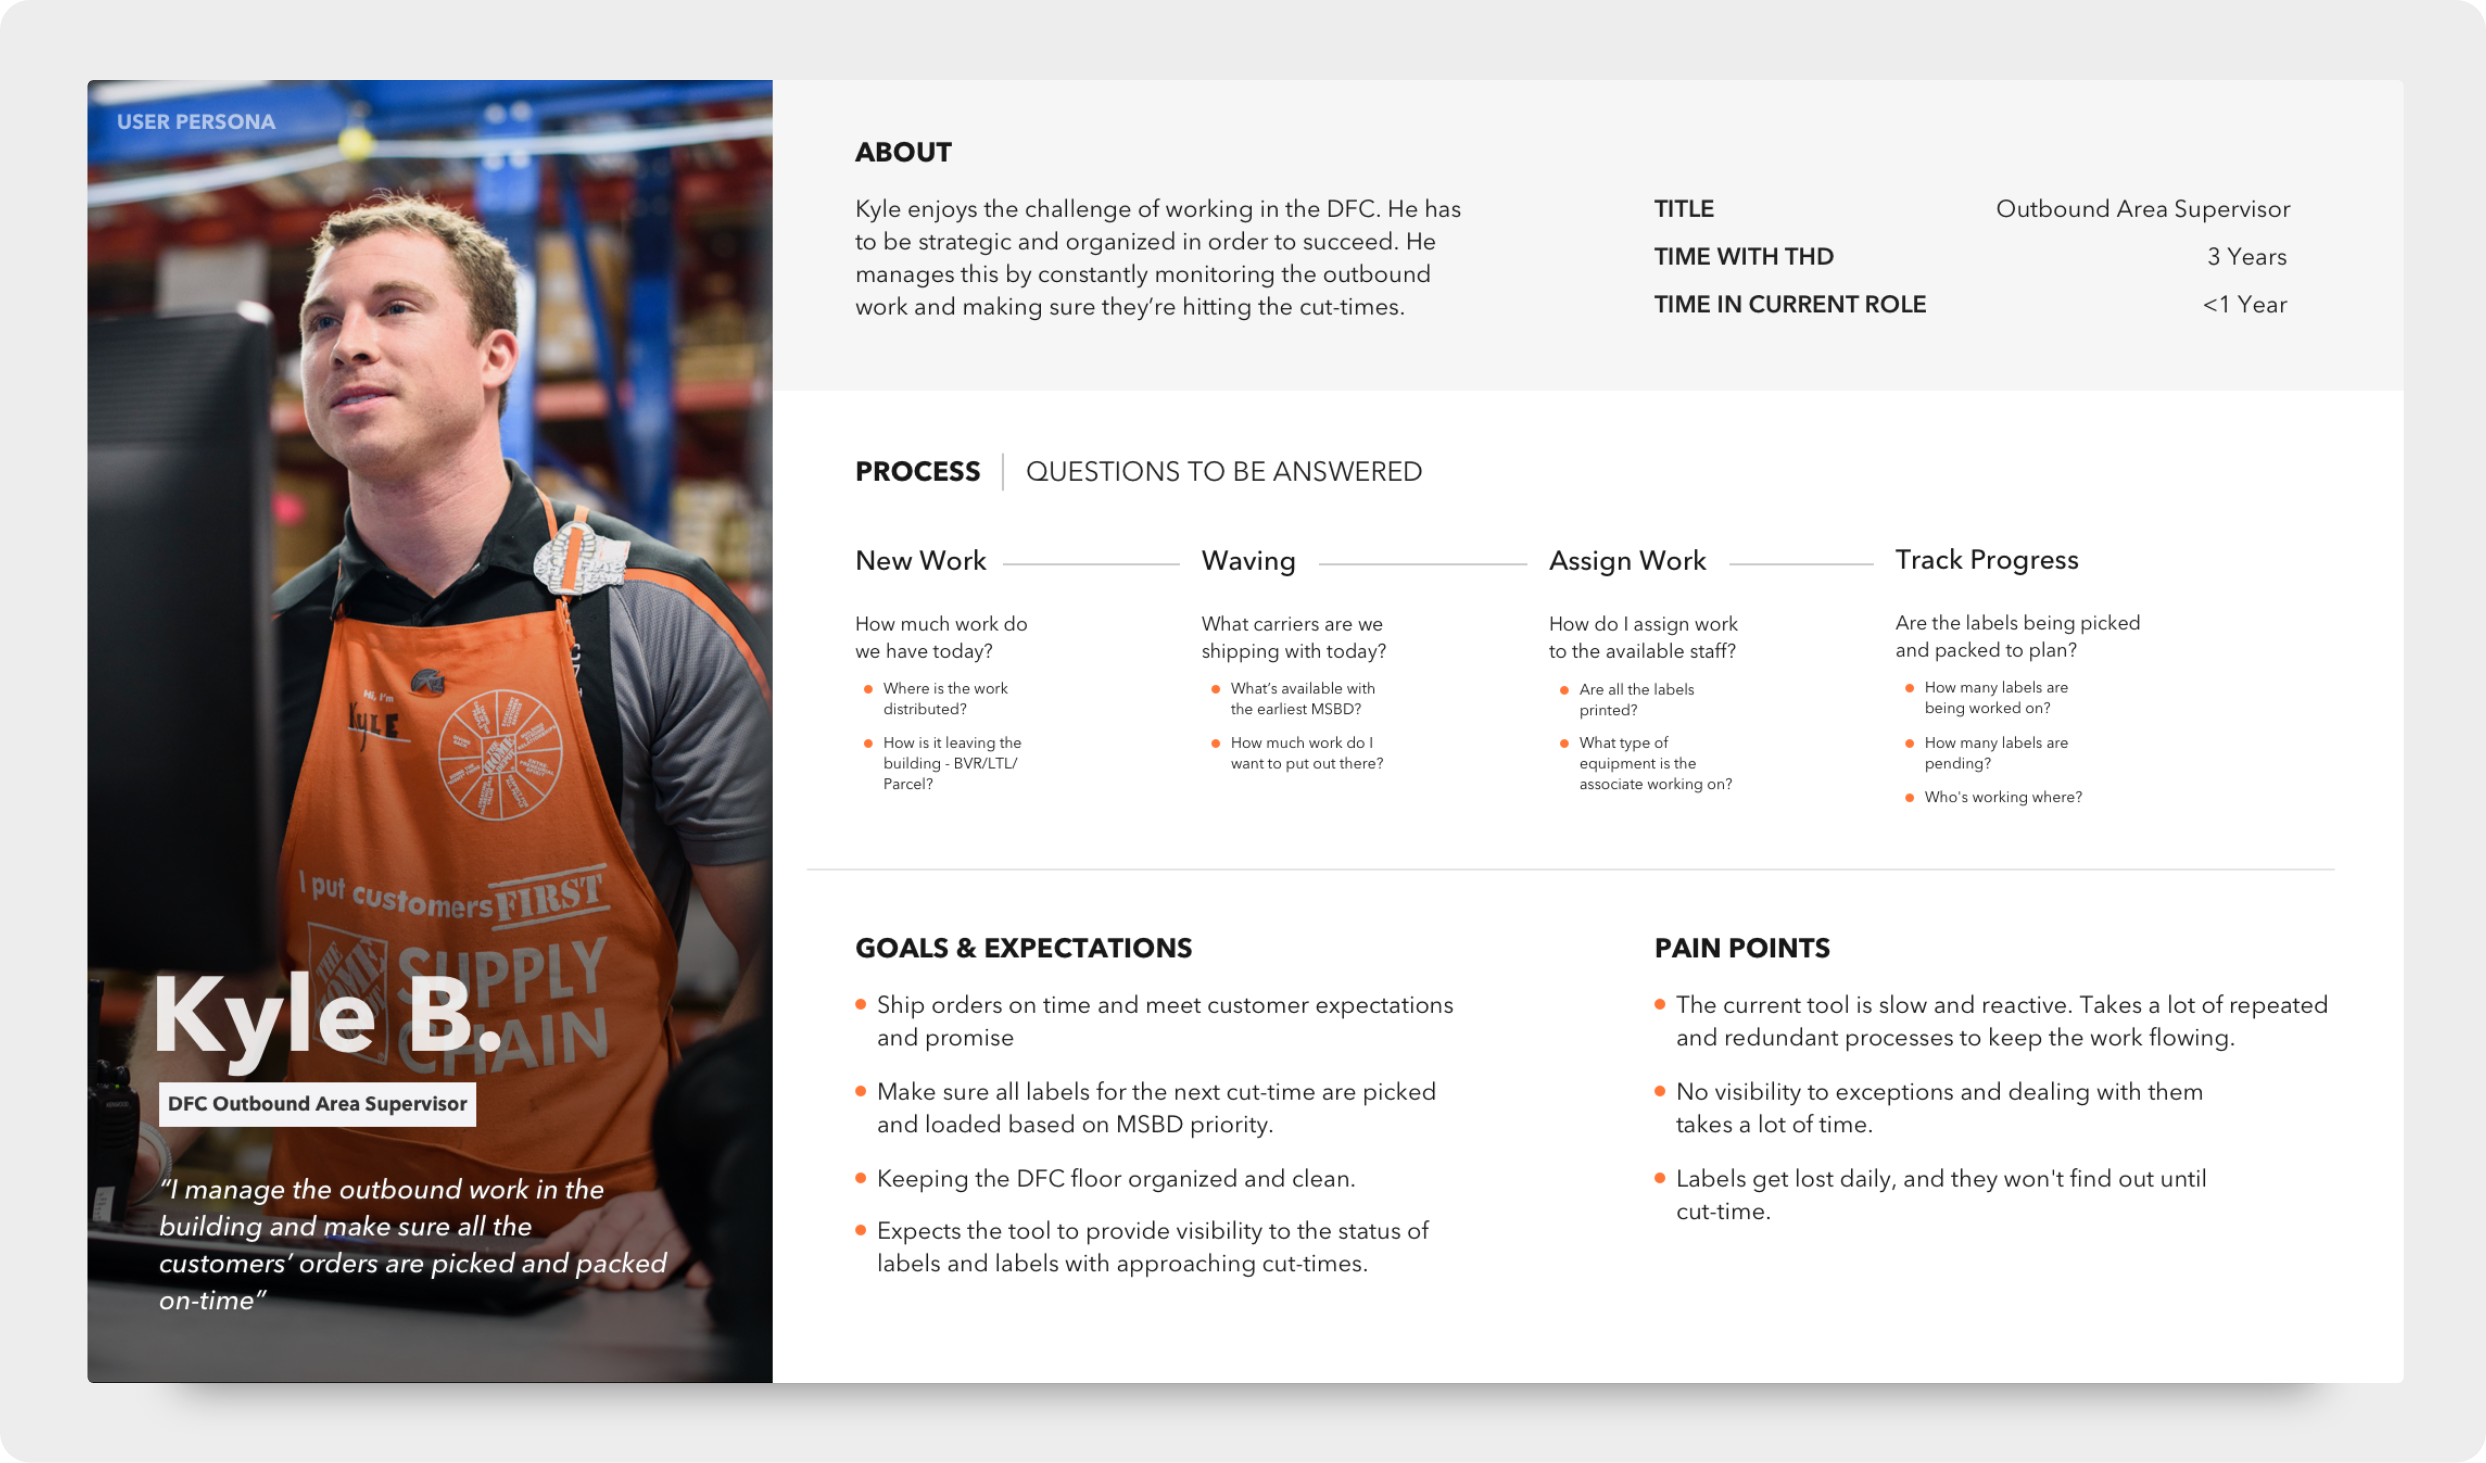 USER PERSONA
Hi, I'm
KyLE
THE HOME DEPOT
I put customers FIRST
THE HOME DEPOT
SUPPLY
CHAIN
Kyle B.
DFC Outbound Area Supervisor
“I manage the outbound work in the
building and make sure all the
customers’ orders are picked and packed
on-time”
ABOUT
Kyle enjoys the challenge of working in the DFC. He has
to be strategic and organized in order to succeed. He
manages this by constantly monitoring the outbound
work and making sure they’re hitting the cut-times.
TITLE Outbound Area Supervisor
TIME WITH THD 3 Years
TIME IN CURRENT ROLE <1 Year
PROCESS | QUESTIONS TO BE ANSWERED
New Work
How much work do
we have today?
Where is the work
distributed?
How is it leaving the
building - BVR/LTL/
Parcel?
Waving
What carriers are we
shipping with today?
What’s available with
the earliest MSBD?
How much work do I
want to put out there?
Assign Work
How do I assign work
to the available staff?
Are all the labels
printed?
What type of
equipment is the
associate working on?
Track Progress
Are the labels being picked
and packed to plan?
How many labels are
being worked on?
How many labels are
pending?
Who's working where?
GOALS & EXPECTATIONS
Ship orders on time and meet customer expectations
and promise
Make sure all labels for the next cut-time are picked
and loaded based on MSBD priority.
Keeping the DFC floor organized and clean.
Expects the tool to provide visibility to the status of
labels and labels with approaching cut-times.
PAIN POINTS
The current tool is slow and reactive. Takes a lot of repeated
and redundant processes to keep the work flowing.
No visibility to exceptions and dealing with them
takes a lot of time.
Labels get lost daily, and they won't find out until
cut-time.